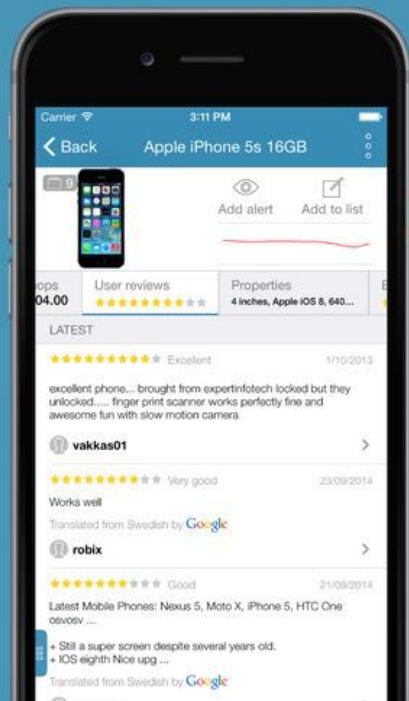 Carrier 3:11 PM
Back Apple iPhone 5s 16GB
9
Add alert Add to list
ops User reviews Properties
04.00 4 inches, Apple iOS 8, 640...
LATEST
Excellent 1/10/2013
excellent phone... brought from expertinfotech locked but they
unlocked..... finger print scanner works perfectly fine and
awesome fun with slow motion camera
vakkas01
Very good 23/09/2014
Works well
Translated from Swedish by Google
robix
Good 21/09/2014
Latest Mobile Phones: Nexus 5, Moto X, iPhone 5, HTC One
osvosv ...
+ Still a super screen despite several years old.
+ IOS eighth Nice upg ...
Translated from Swedish by Google